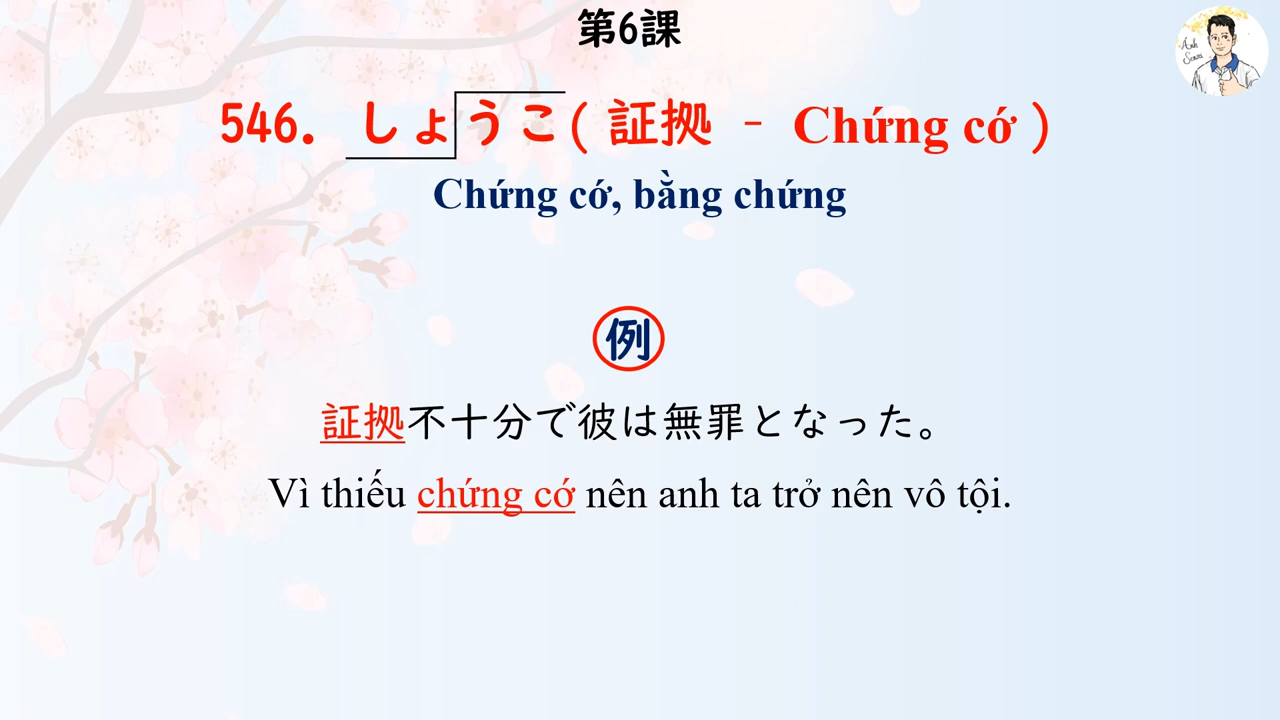 第6課
Anh
Sensei
546. しょうこ( 証拠 - Chứng cớ )
Chứng cớ, bằng chứng
例
証拠不十分で彼は無罪となった。
Vì thiếu chứng cớ nên anh ta trở nên vô tội.